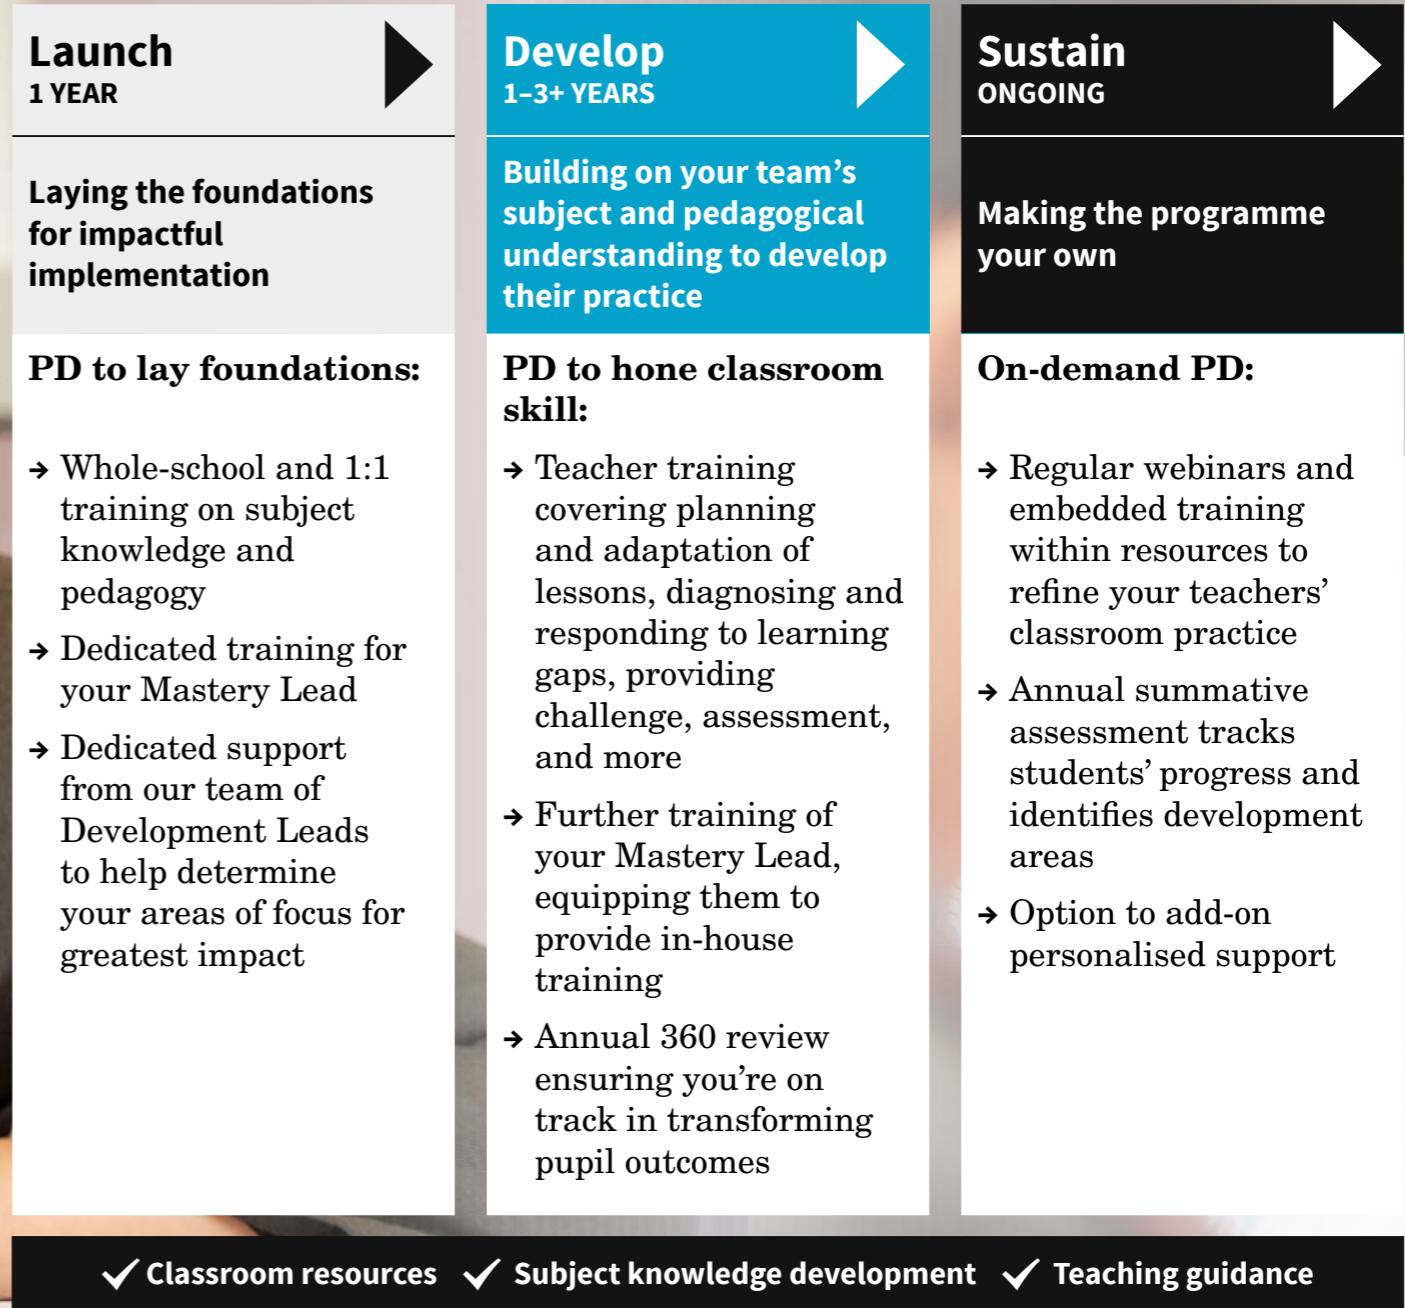 Launch
1 YEAR
Laying the foundations
for impactful
implementation
PD to lay foundations:
→ Whole-school and 1:1
training on subject
knowledge and
pedagogy
→ Dedicated training for
your Mastery Lead
→ Dedicated support
from our team of
Development Leads
to help determine
your areas of focus for
greatest impact
Develop
1–3+ YEARS
Building on your team’s
subject and pedagogical
understanding to develop
their practice
PD to hone classroom
skill:
→ Teacher training
covering planning
and adaptation of
lessons, diagnosing and
responding to learning
gaps, providing
challenge, assessment,
and more
→ Further training of
your Mastery Lead,
equipping them to
provide in-house
training
→ Annual 360 review
ensuring you’re on
track in transforming
pupil outcomes
Sustain
ONGOING
Making the programme
your own
On-demand PD:
→ Regular webinars and
embedded training
within resources to
refine your teachers’
classroom practice
→ Annual summative
assessment tracks
students’ progress and
identifies development
areas
→ Option to add-on
personalised support
✓ Classroom resources ✓ Subject knowledge development ✓ Teaching guidance